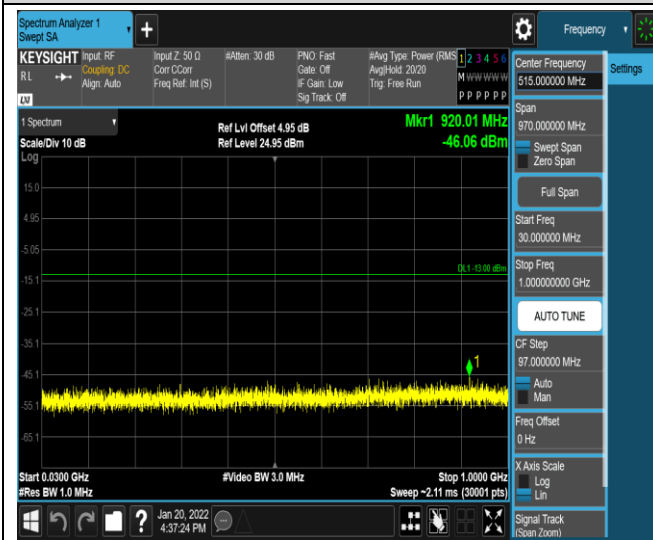 Spectrum Analyzer 1
Swept SA
+
Frequency
KEYSIGHT
RL
LXI
Input: RF
Coupling: DC
Align: Auto
Input Z: 50 Ω
Corr CCorr
Freq Ref: Int (S)
#Atten: 30 dB
PNO: Fast
Gate: Off
IF Gain: Low
Sig Track: Off
#Avg Type: Power (RMS
Avg|Hold: 20/20
Trig: Free Run
1 2 3 4 5 6
M W W W W W
P P P P P P
1 Spectrum
Scale/Div 10 dB
Log
Ref Lvl Offset 4.95 dB
Ref Level 24.95 dBm
Mkr1 920.01 MHz
-46.06 dBm
15.0
4.95
-5.05
DL1 -13.00 dBm
-15.1
-25.1
-35.1
-45.1
1
-55.1
-65.1
Start 0.0300 GHz
#Res BW 1.0 MHz
#Video BW 3.0 MHz
Stop 1.0000 GHz
Sweep ~2.11 ms (30001 pts)
?
Jan 20, 2022
4:37:24 PM
Center Frequency
515.000000 MHz
Settings
Span
970.000000 MHz
Swept Span
Zero Span
Full Span
Start Freq
30.000000 MHz
Stop Freq
1.000000000 GHz
AUTO TUNE
CF Step
97.000000 MHz
Auto
Man
Freq Offset
0 Hz
X Axis Scale
Log
Lin
Signal Track
(Span Zoom)